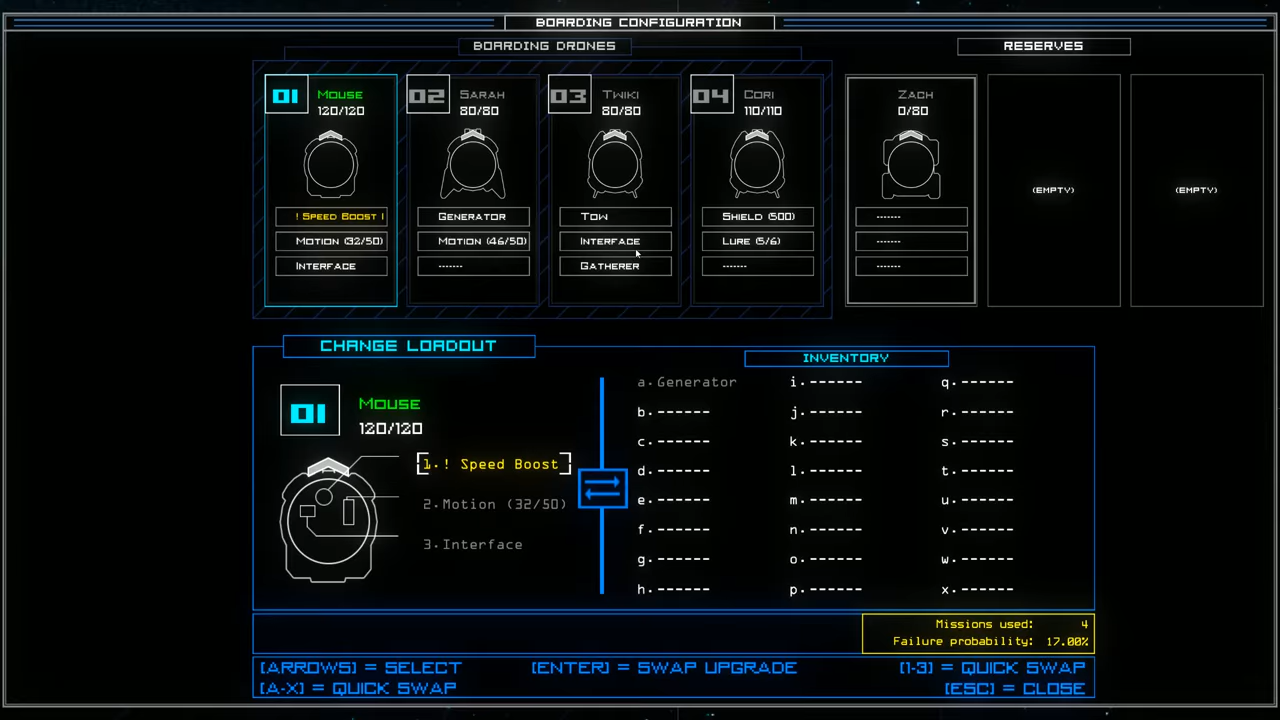 BOARDING CONFIGURATION
BOARDING DRONES
RESERVES
01 MOUSE 120/120
! SPEED BOOST !
MOTION (32/50)
INTERFACE
02 SARAH 80/80
GENERATOR
MOTION (46/50)
-------
03 TWIKI 80/80
TOW
INTERFACE
GATHERER
04 CORI 110/110
SHIELD (500)
LURE (5/6)
-------
ZACH 0/80
-------
-------
-------
(EMPTY)
(EMPTY)
CHANGE LOADOUT
01 MOUSE
120/120
1.! Speed Boost
2.Motion (32/50)
3.Interface
INVENTORY
a.Generator i.------ q.------
b.------ j.------ r.------
c.------ k.------ s.------
d.------ l.------ t.------
e.------ m.------ u.------
f.------ n.------ v.------
g.------ o.------ w.------
h.------ p.------ x.------
Missions used: 4
Failure probability: 17.00%
[ARROWS] = SELECT [ENTER] = SWAP UPGRADE [1-3] = QUICK SWAP
[A-X] = QUICK SWAP [ESC] = CLOSE